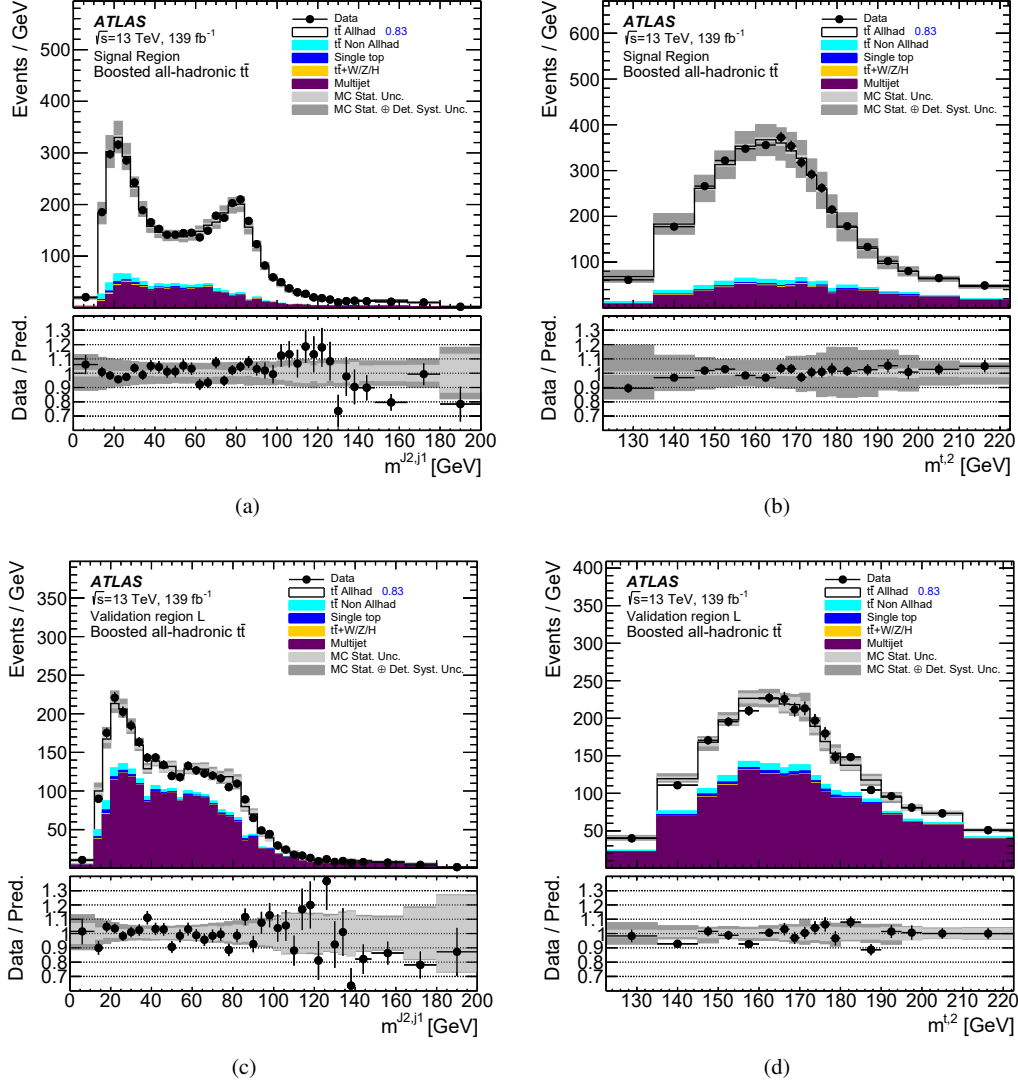 ATLAS
√s=13 TeV, 139 fb⁻¹
Signal Region
Boosted all-hadronic tt̄
Data
tt̄ Allhad 0.83
tt̄ Non Allhad
Single top
tt̄+W/Z/H
Multijet
MC Stat. Unc.
MC Stat. ⊕ Det. Syst. Unc.
Events / GeV
500
400
300
200
100
Data / Pred.
1.3
1.2
1.1
1
0.9
0.8
0.7
0 20 40 60 80 100 120 140 160 180 200
m^J2,j1 [GeV]
(a)
ATLAS
√s=13 TeV, 139 fb⁻¹
Signal Region
Boosted all-hadronic tt̄
Data
tt̄ Allhad 0.83
tt̄ Non Allhad
Single top
tt̄+W/Z/H
Multijet
MC Stat. Unc.
MC Stat. ⊕ Det. Syst. Unc.
Events / GeV
600
500
400
300
200
100
Data / Pred.
1.3
1.2
1.1
1
0.9
0.8
0.7
130 140 150 160 170 180 190 200 210 220
m^t,2 [GeV]
(b)
ATLAS
√s=13 TeV, 139 fb⁻¹
Validation region L
Boosted all-hadronic tt̄
Data
tt̄ Allhad 0.83
tt̄ Non Allhad
Single top
tt̄+W/Z/H
Multijet
MC Stat. Unc.
MC Stat. ⊕ Det. Syst. Unc.
Events / GeV
350
300
250
200
150
100
50
Data / Pred.
1.3
1.2
1.1
1
0.9
0.8
0.7
0 20 40 60 80 100 120 140 160 180 200
m^J2,j1 [GeV]
(c)
ATLAS
√s=13 TeV, 139 fb⁻¹
Validation region L
Boosted all-hadronic tt̄
Data
tt̄ Allhad 0.83
tt̄ Non Allhad
Single top
tt̄+W/Z/H
Multijet
MC Stat. Unc.
MC Stat. ⊕ Det. Syst. Unc.
Events / GeV
400
350
300
250
200
150
100
50
Data / Pred.
1.3
1.2
1.1
1
0.9
0.8
0.7
130 140 150 160 170 180 190 200 210 220
m^t,2 [GeV]
(d)